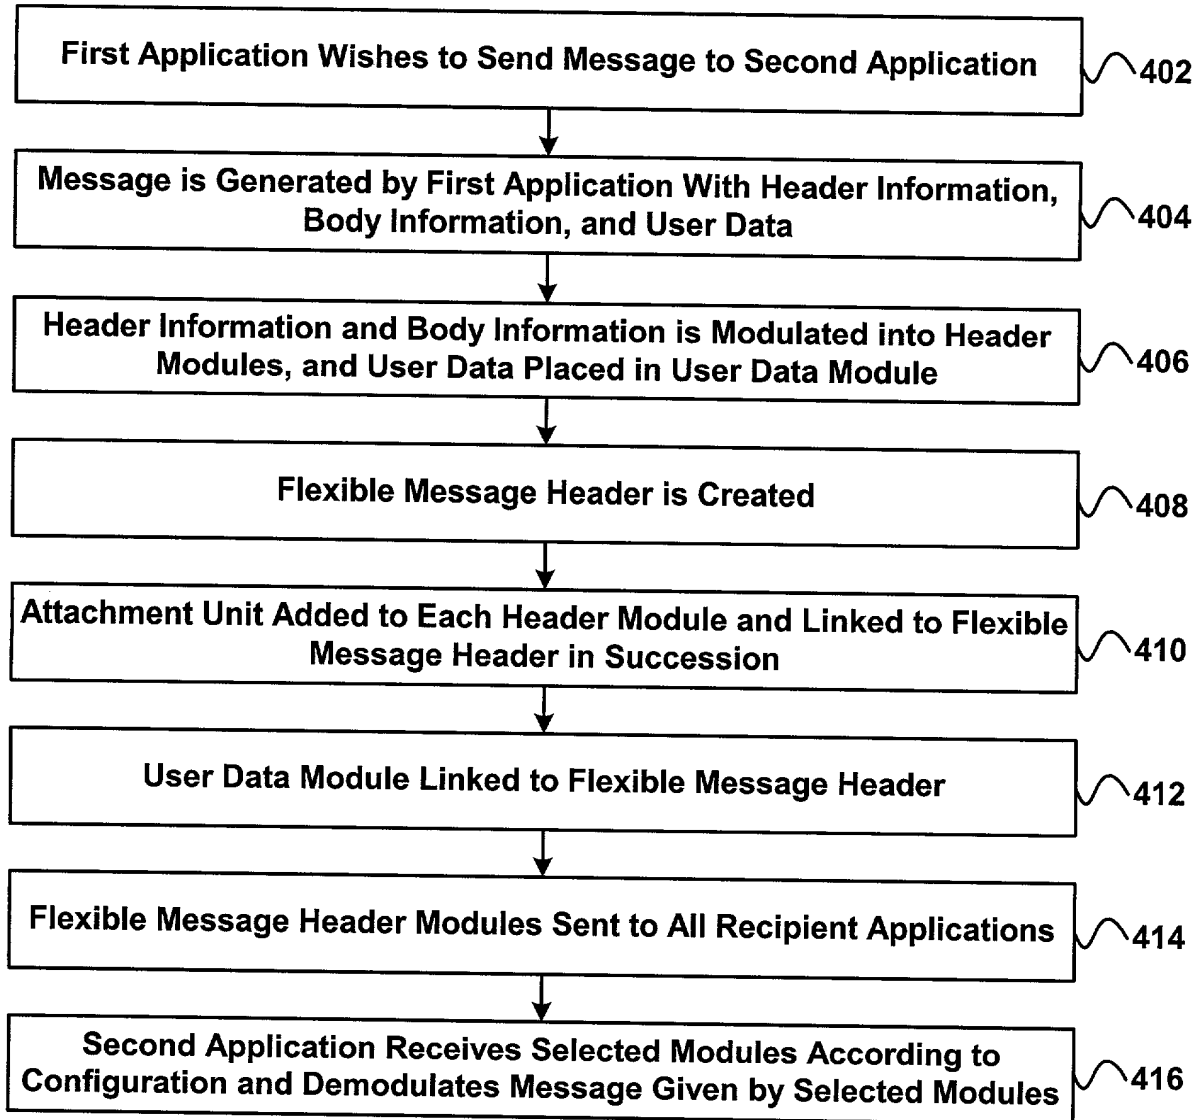 First Application Wishes to Send Message to Second Application
402
Message is Generated by First Application With Header Information,
Body Information, and User Data
404
Header Information and Body Information is Modulated into Header
Modules, and User Data Placed in User Data Module
406
Flexible Message Header is Created
408
Attachment Unit Added to Each Header Module and Linked to Flexible
Message Header in Succession
410
User Data Module Linked to Flexible Message Header
412
Flexible Message Header Modules Sent to All Recipient Applications
414
Second Application Receives Selected Modules According to
Configuration and Demodulates Message Given by Selected Modules
416